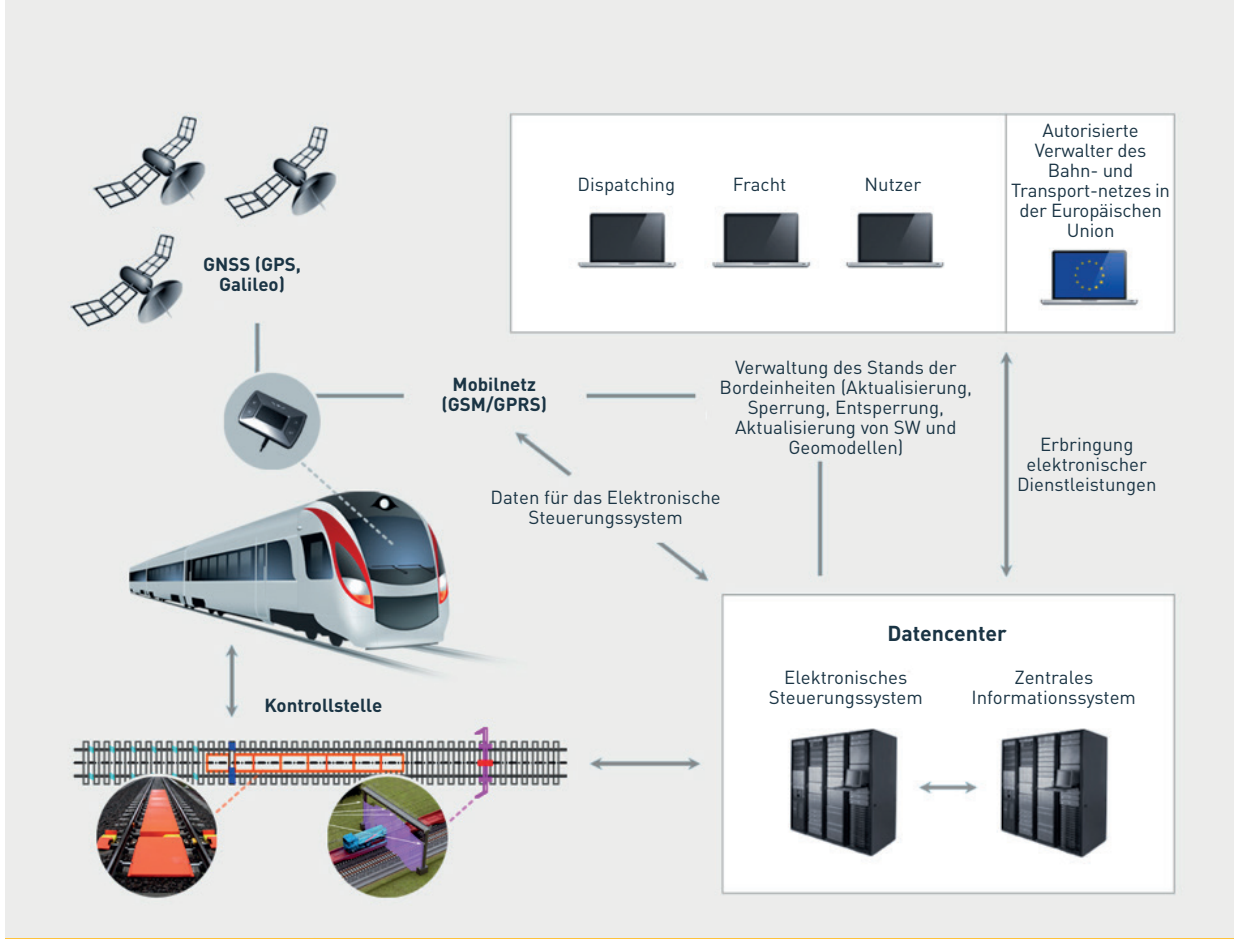 Autorisierte
Verwalter des
Bahn- und
Transport-netzes in
der Europäischen
Union
Dispatching
Fracht
Nutzer
GNSS (GPS,
Galileo)
Mobilnetz
(GSM/GPRS)
Verwaltung des Stands der
Bordeinheiten (Aktualisierung,
Sperrung, Entsperrung,
Aktualisierung von SW und
Geomodellen)
Erbringung
elektronischer
Dienstleistungen
Daten für das Elektronische
Steuerungssystem
Datencenter
Elektronisches
Steuerungssystem
Zentrales
Informationssystem
Kontrollstelle